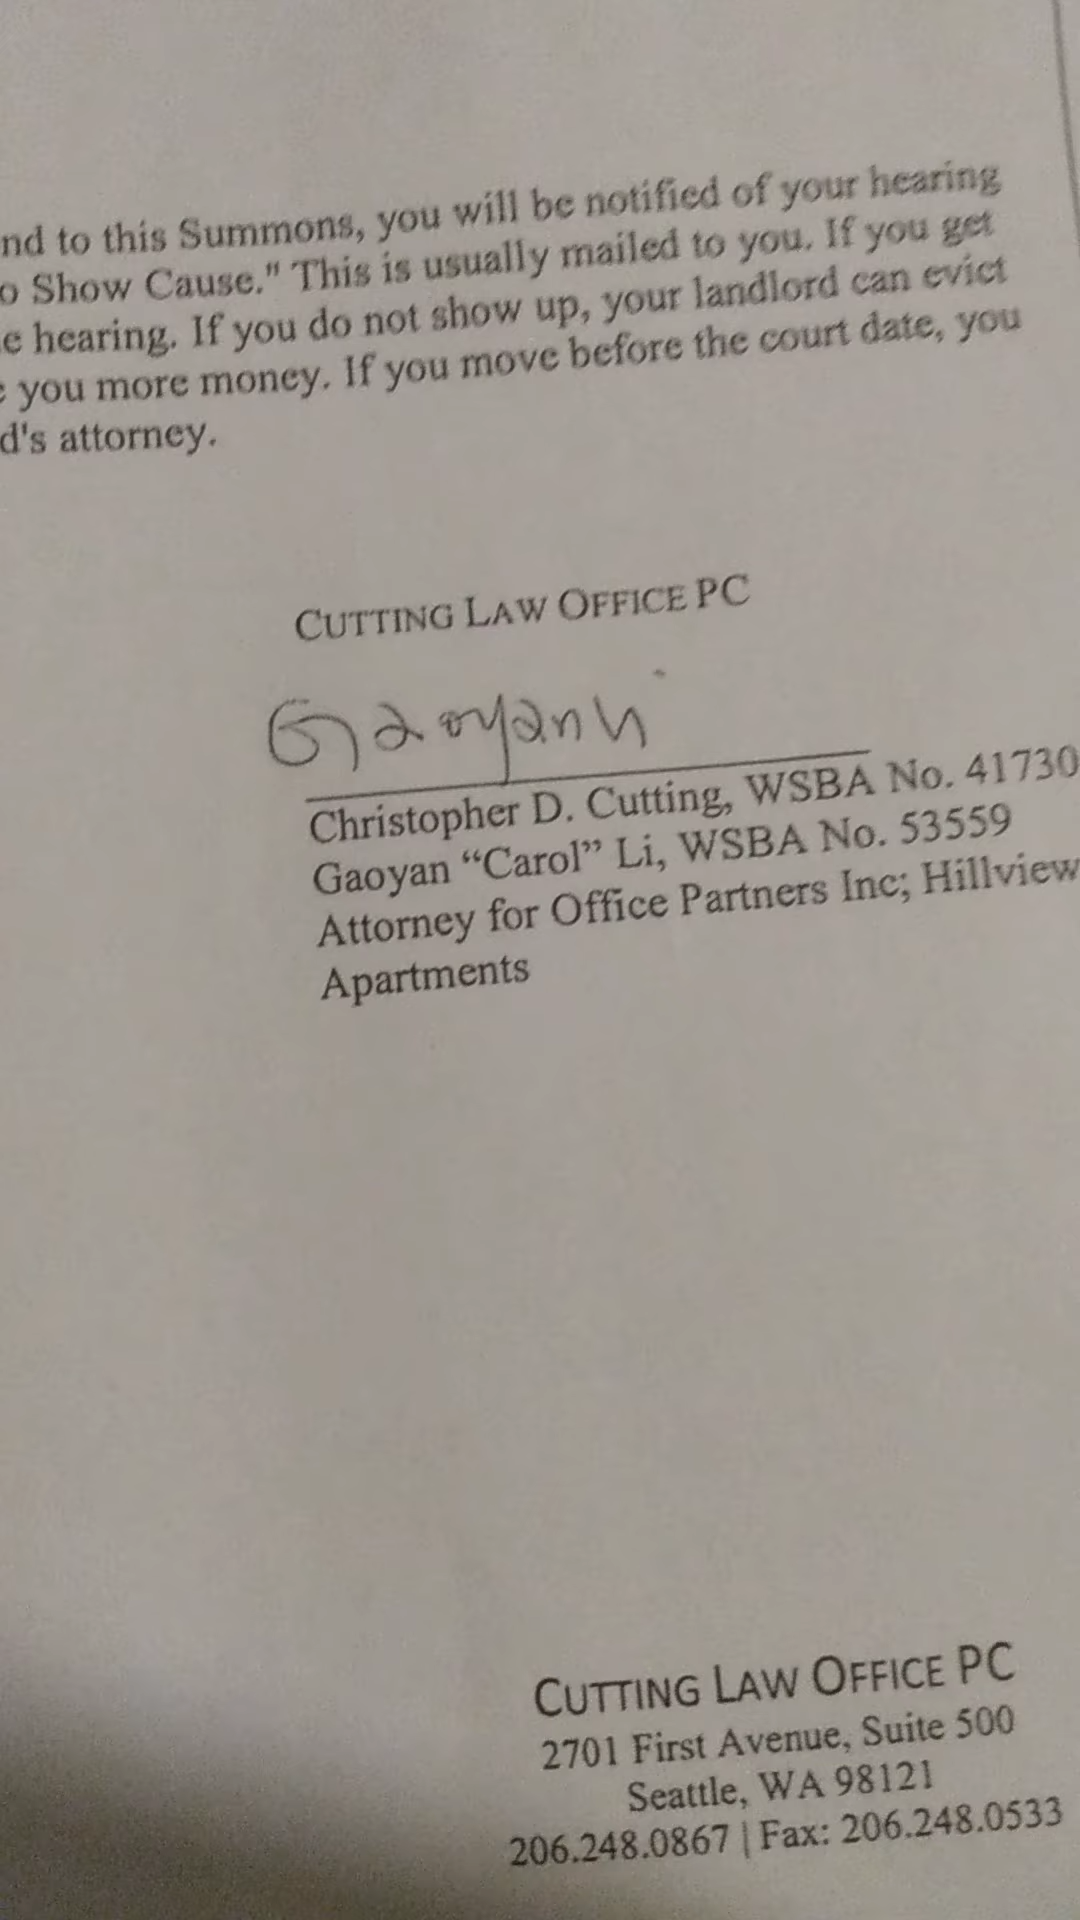 nd to this Summons, you will be notified of your hearing
o Show Cause." This is usually mailed to you. If you get
e hearing. If you do not show up, your landlord can evict
e you more money. If you move before the court date, you
d's attorney.
CUTTING LAW OFFICE PC
Gaoyan Li
Christopher D. Cutting, WSBA No. 41730
Gaoyan “Carol” Li, WSBA No. 53559
Attorney for Office Partners Inc; Hillview
Apartments
CUTTING LAW OFFICE PC
2701 First Avenue, Suite 500
Seattle, WA 98121
206.248.0867 | Fax: 206.248.0533